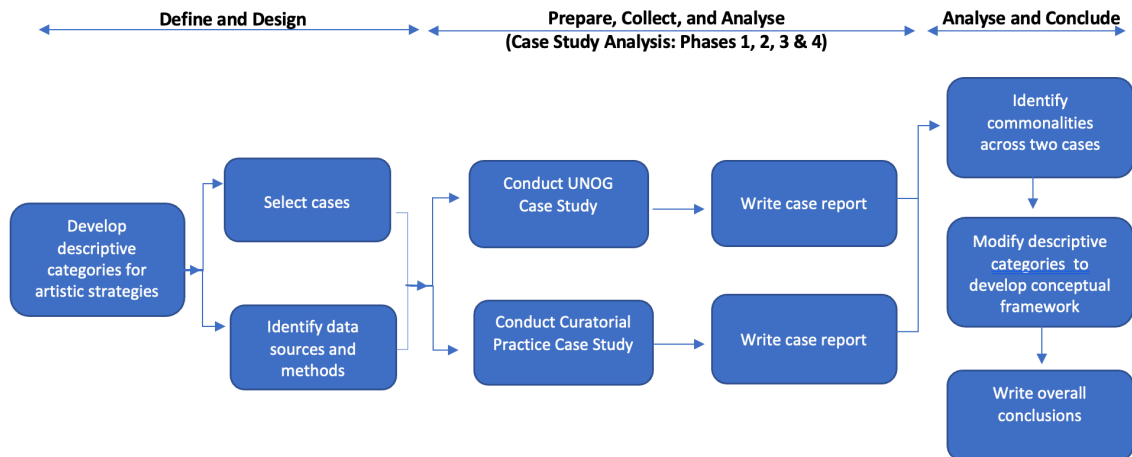 Define and Design
Prepare, Collect, and Analyse
(Case Study Analysis: Phases 1, 2, 3 & 4)
Analyse and Conclude
Develop
descriptive
categories for
artistic strategies
Select cases
Identify data
sources and
methods
Conduct UNOG
Case Study
Write case report
Conduct Curatorial
Practice Case Study
Write case report
Identify
commonalities
across two cases
Modify descriptive
categories to
develop conceptual
framework
Write overall
conclusions